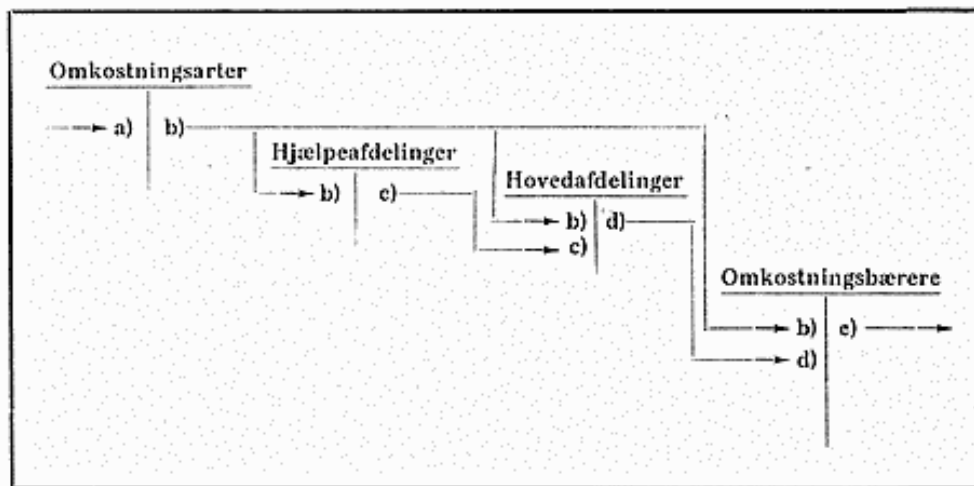 Omkostningsarter
a) b)
Hjælpeafdelinger
b) c)
Hovedafdelinger
b) d)
c)
Omkostningsbærere
b) e)
d)